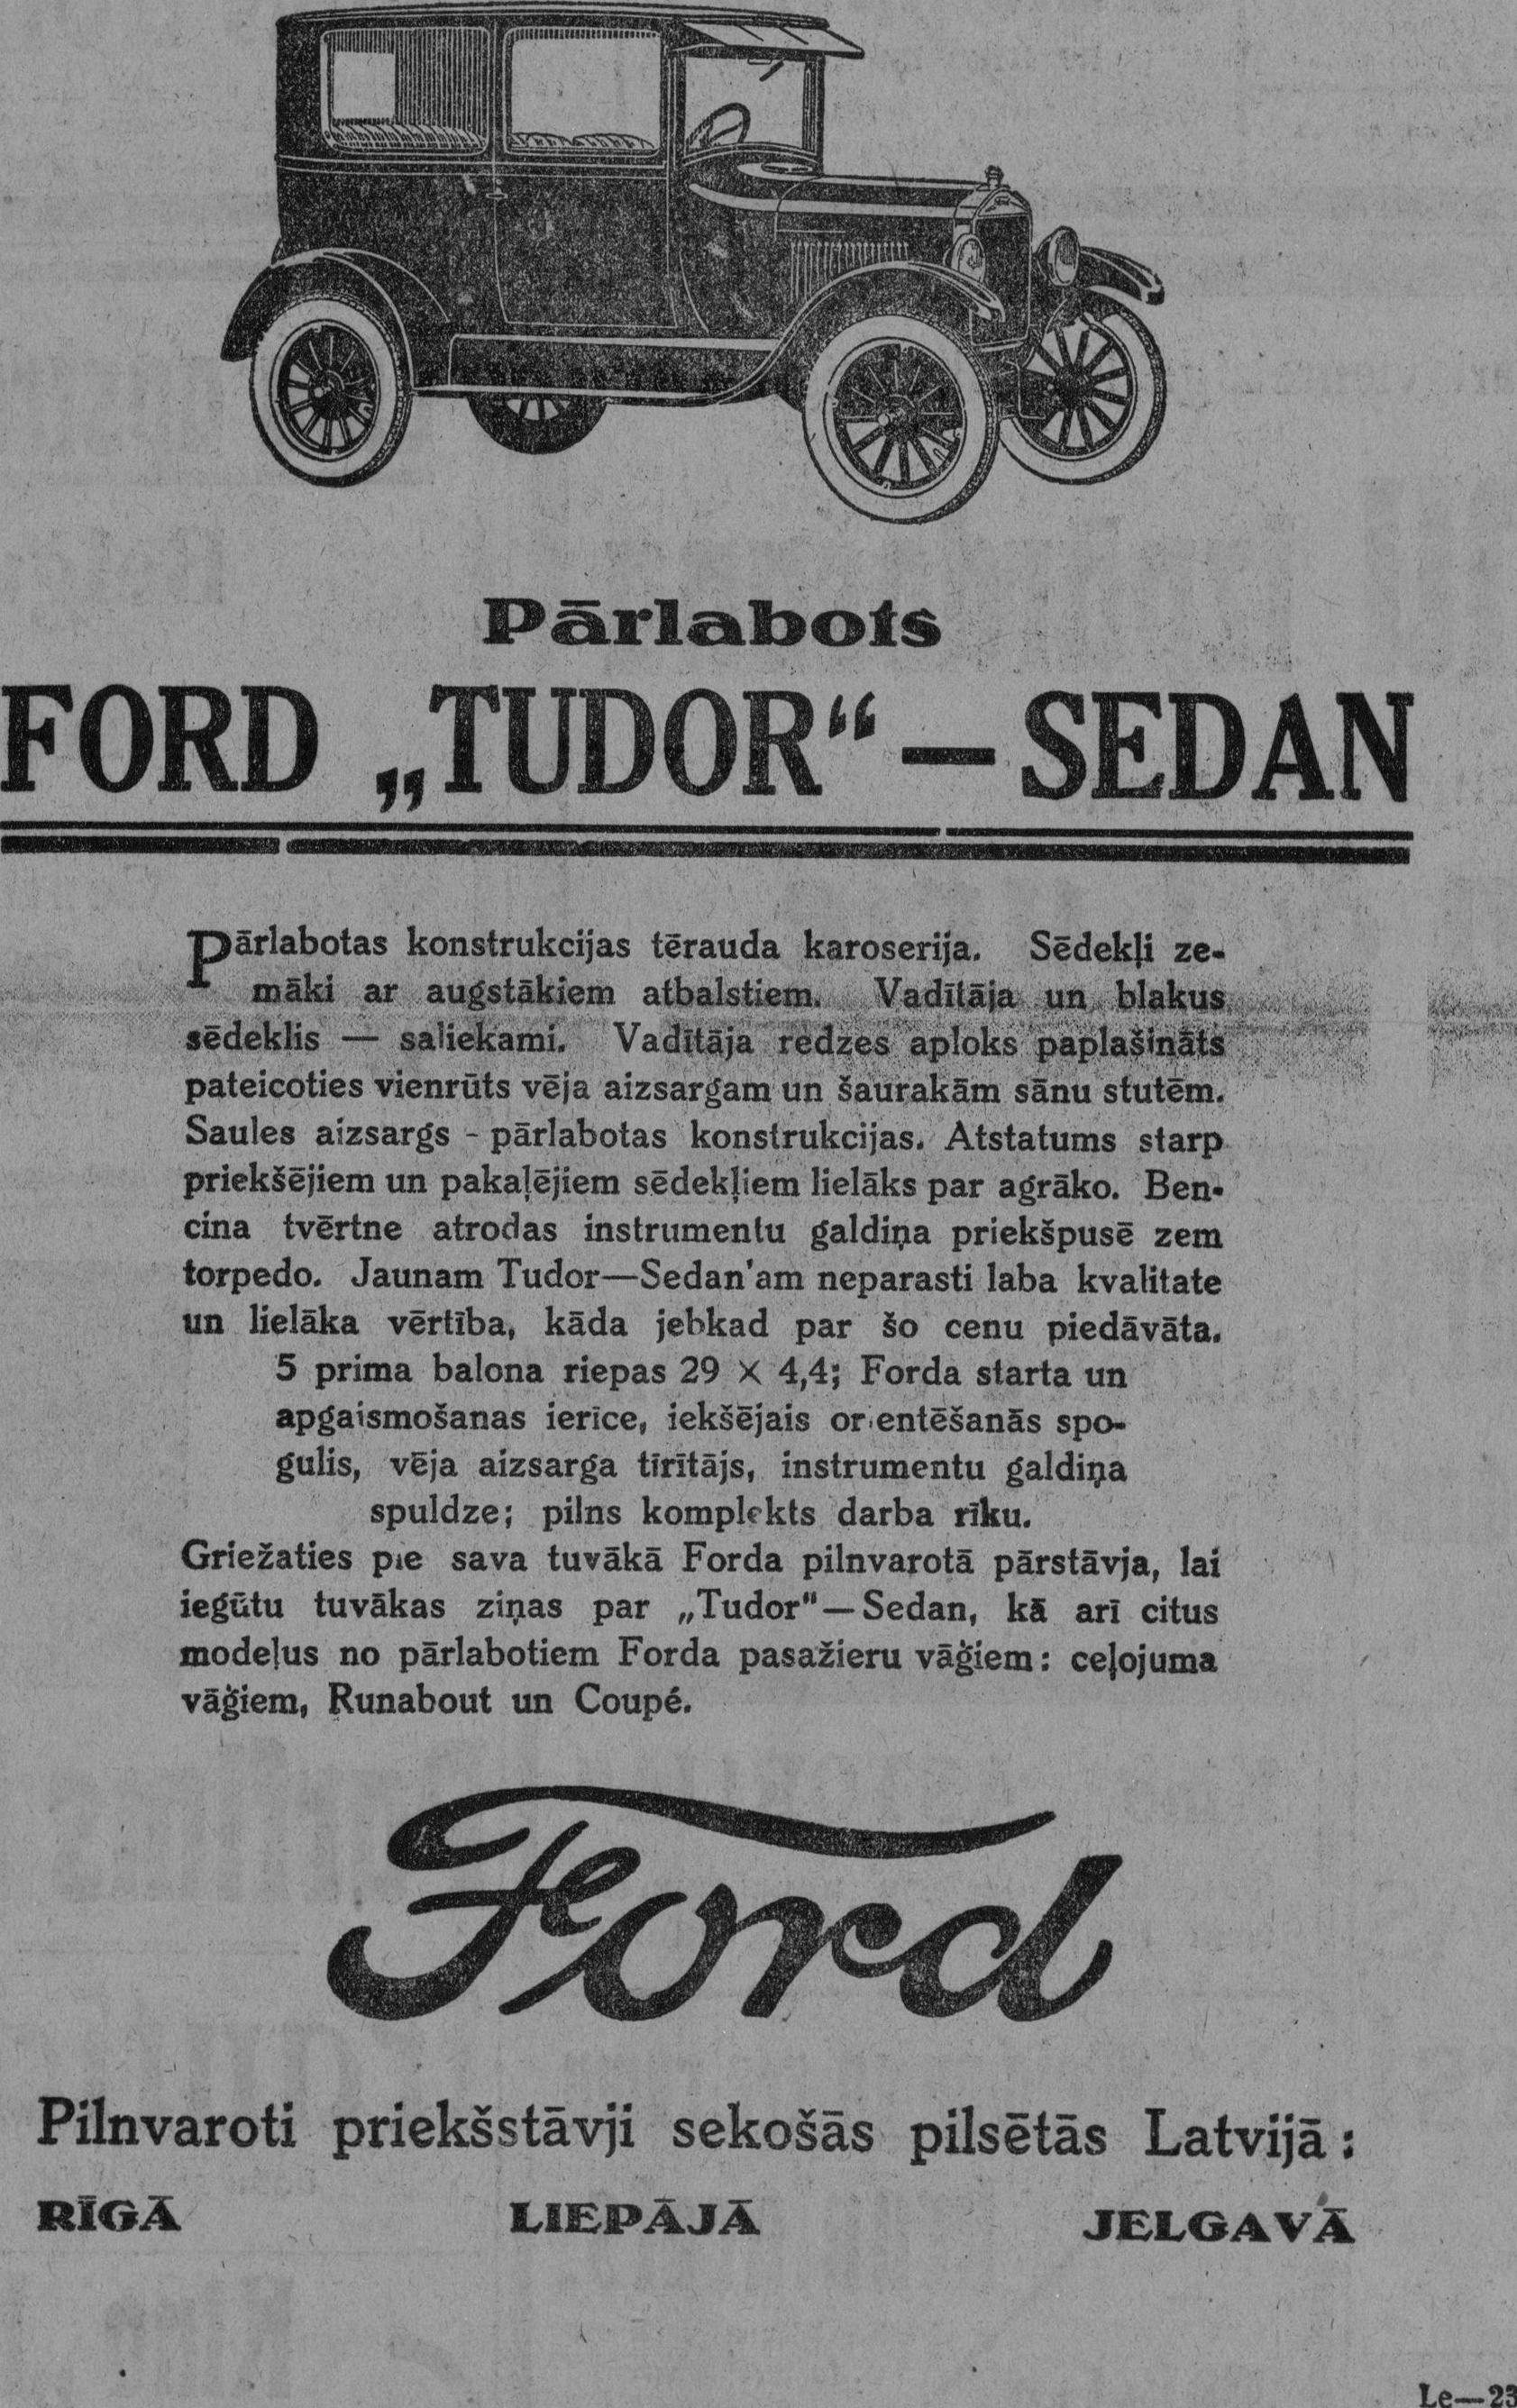 Pārlabots
FORD „TUDOR“ — SEDAN
Pārlabotas konstrukcijas tērauda karoserija. Sēdekļi ze-
māki ar augstākiem atbalstiem. Vadītāja un blakus
sēdeklis — saliekami. Vadītāja redzes aploks paplašināts
pateicoties vienrūts vēja aizsargam un šaurakām sānu stutēm.
Saules aizsargs - pārlabotas konstrukcijas. Atstatums starp
priekšējiem un pakaļējiem sēdekļiem lielāks par agrāko. Ben-
cina tvērtne atrodas instrumentu galdiņa priekšpusē zem
torpedo. Jaunam Tudor—Sedan'am neparasti laba kvalitate
un lielāka vērtība, kāda jebkad par šo cenu piedāvāta.
5 prima balona riepas 29 × 4,4; Forda starta un
apgaismošanas ierīce, iekšējais orientēšanās spo-
gulis, vēja aizsarga tīrītājs, instrumentu galdiņa
spuldze; pilns komplekts darba rīku.
Griežaties pie sava tuvākā Forda pilnvarotā pārstāvja, lai
iegūtu tuvākas ziņas par „Tudor"—Sedan, kā arī citus
modeļus no pārlabotiem Forda pasažieru vāģiem: ceļojuma
vāģiem, Runabout un Coupé.
Ford
Pilnvaroti priekšstāvji sekošās pilsētās Latvijā:
RĪGĀ LIEPĀJĀ JELGAVĀ
Le—23